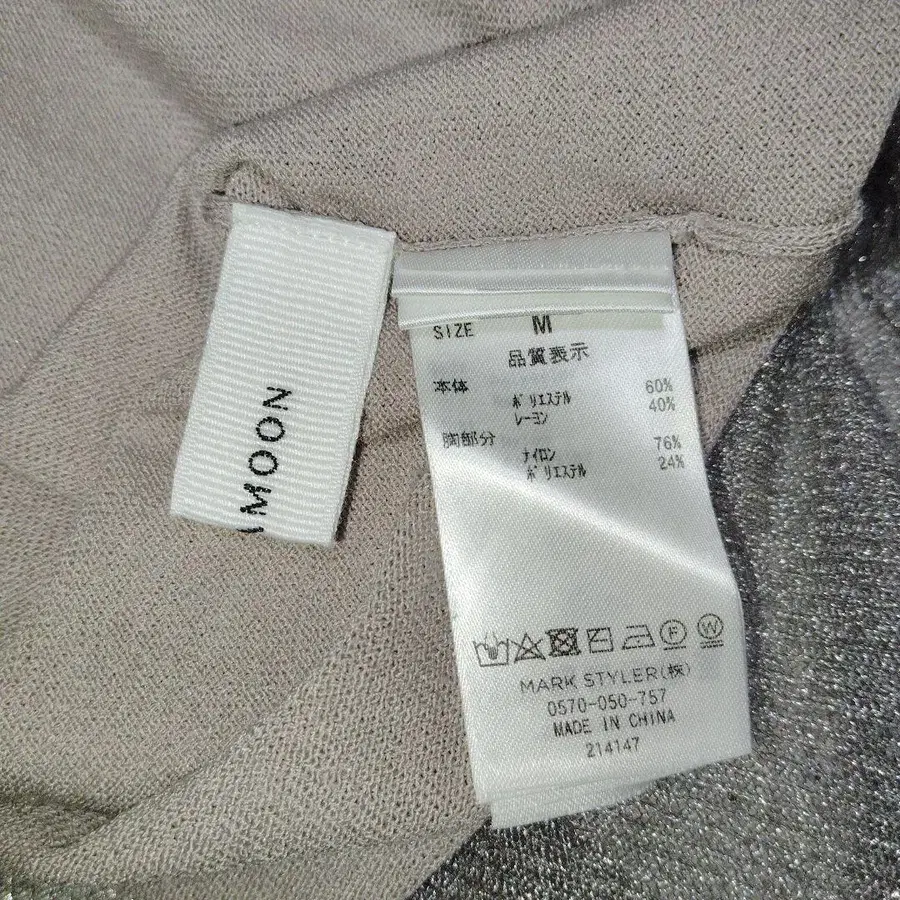 MOON
SIZE M
品質表示
本体
ポリエステル 60%
レーヨン 40%
胸部分
ナイロン 76%
ポリエステル 24%
F W
MARK STYLER(株)
0570-050-757
MADE IN CHINA
214147